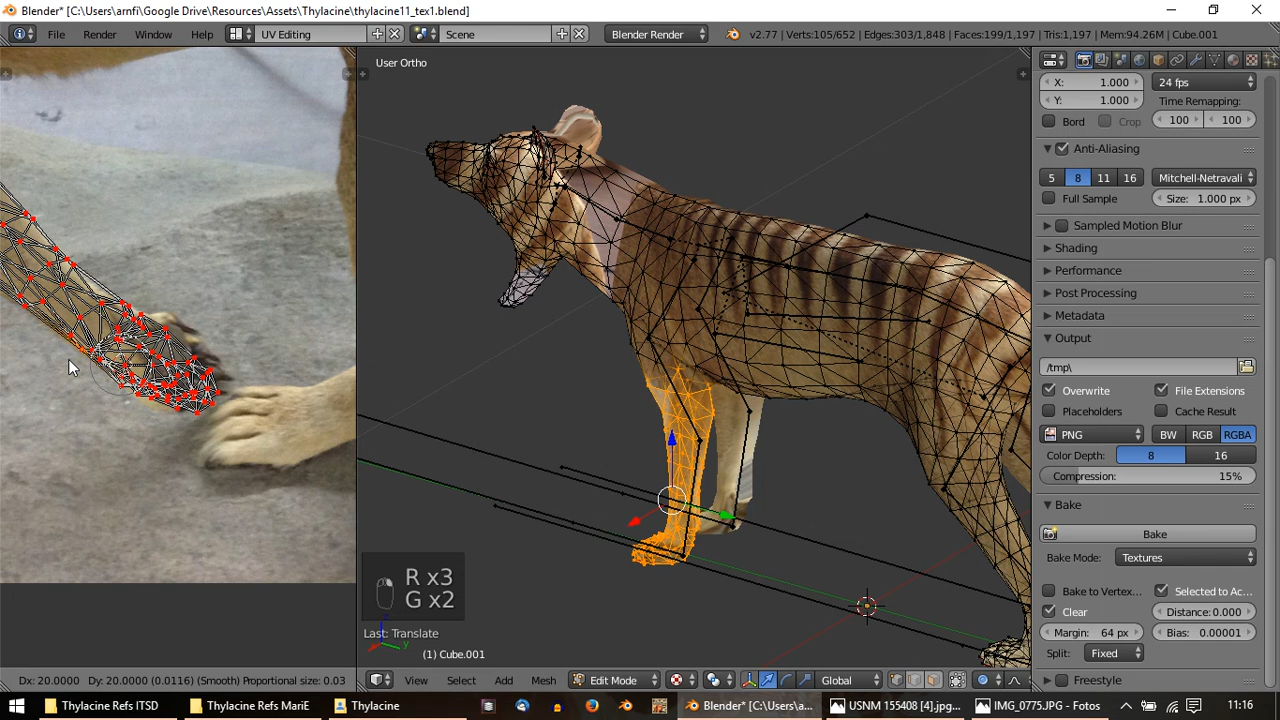 Blender* [C:\Users\arnfi\Google Drive\Resources\Assets\Thylacine\thylacine11_tex1.blend]
File Render Window Help UV Editing Scene Blender Render v2.77 | Verts:105/652 | Edges:303/1,848 | Faces:199/1,197 | Tris:1,197 | Mem:94.26M | Cube.001
User Ortho
X: 1.000 24 fps
Y: 1.000 Time Remapping:
Bord Crop 100 100
Anti-Aliasing
5 8 11 16 Mitchell-Netravali
Full Sample Size: 1.000 px
Sampled Motion Blur
Shading
Performance
Post Processing
Metadata
Output
/tmp\
Overwrite File Extensions
Placeholders Cache Result
PNG BW RGB RGBA
Color Depth: 8 16
Compression: 15%
Bake
Bake
Bake Mode: Textures
Bake to Vertex... Selected to Ac...
Clear Distance:0.000
Margin: 64 px Bias: 0.00001
Split: Fixed
Freestyle
R x3
G x2
Last: Translate
(1) Cube.001
Dx: 20.0000 Dy: 20.0000 (0.0116) (Smooth) Proportional size: 0.03
View Select Add Mesh Edit Mode Global
Thylacine Refs ITSD Thylacine Refs MariE Thylacine Blender* [C:\Users\a... USNM 155408 [4].jpg... IMG_0775.JPG - Fotos 11:16